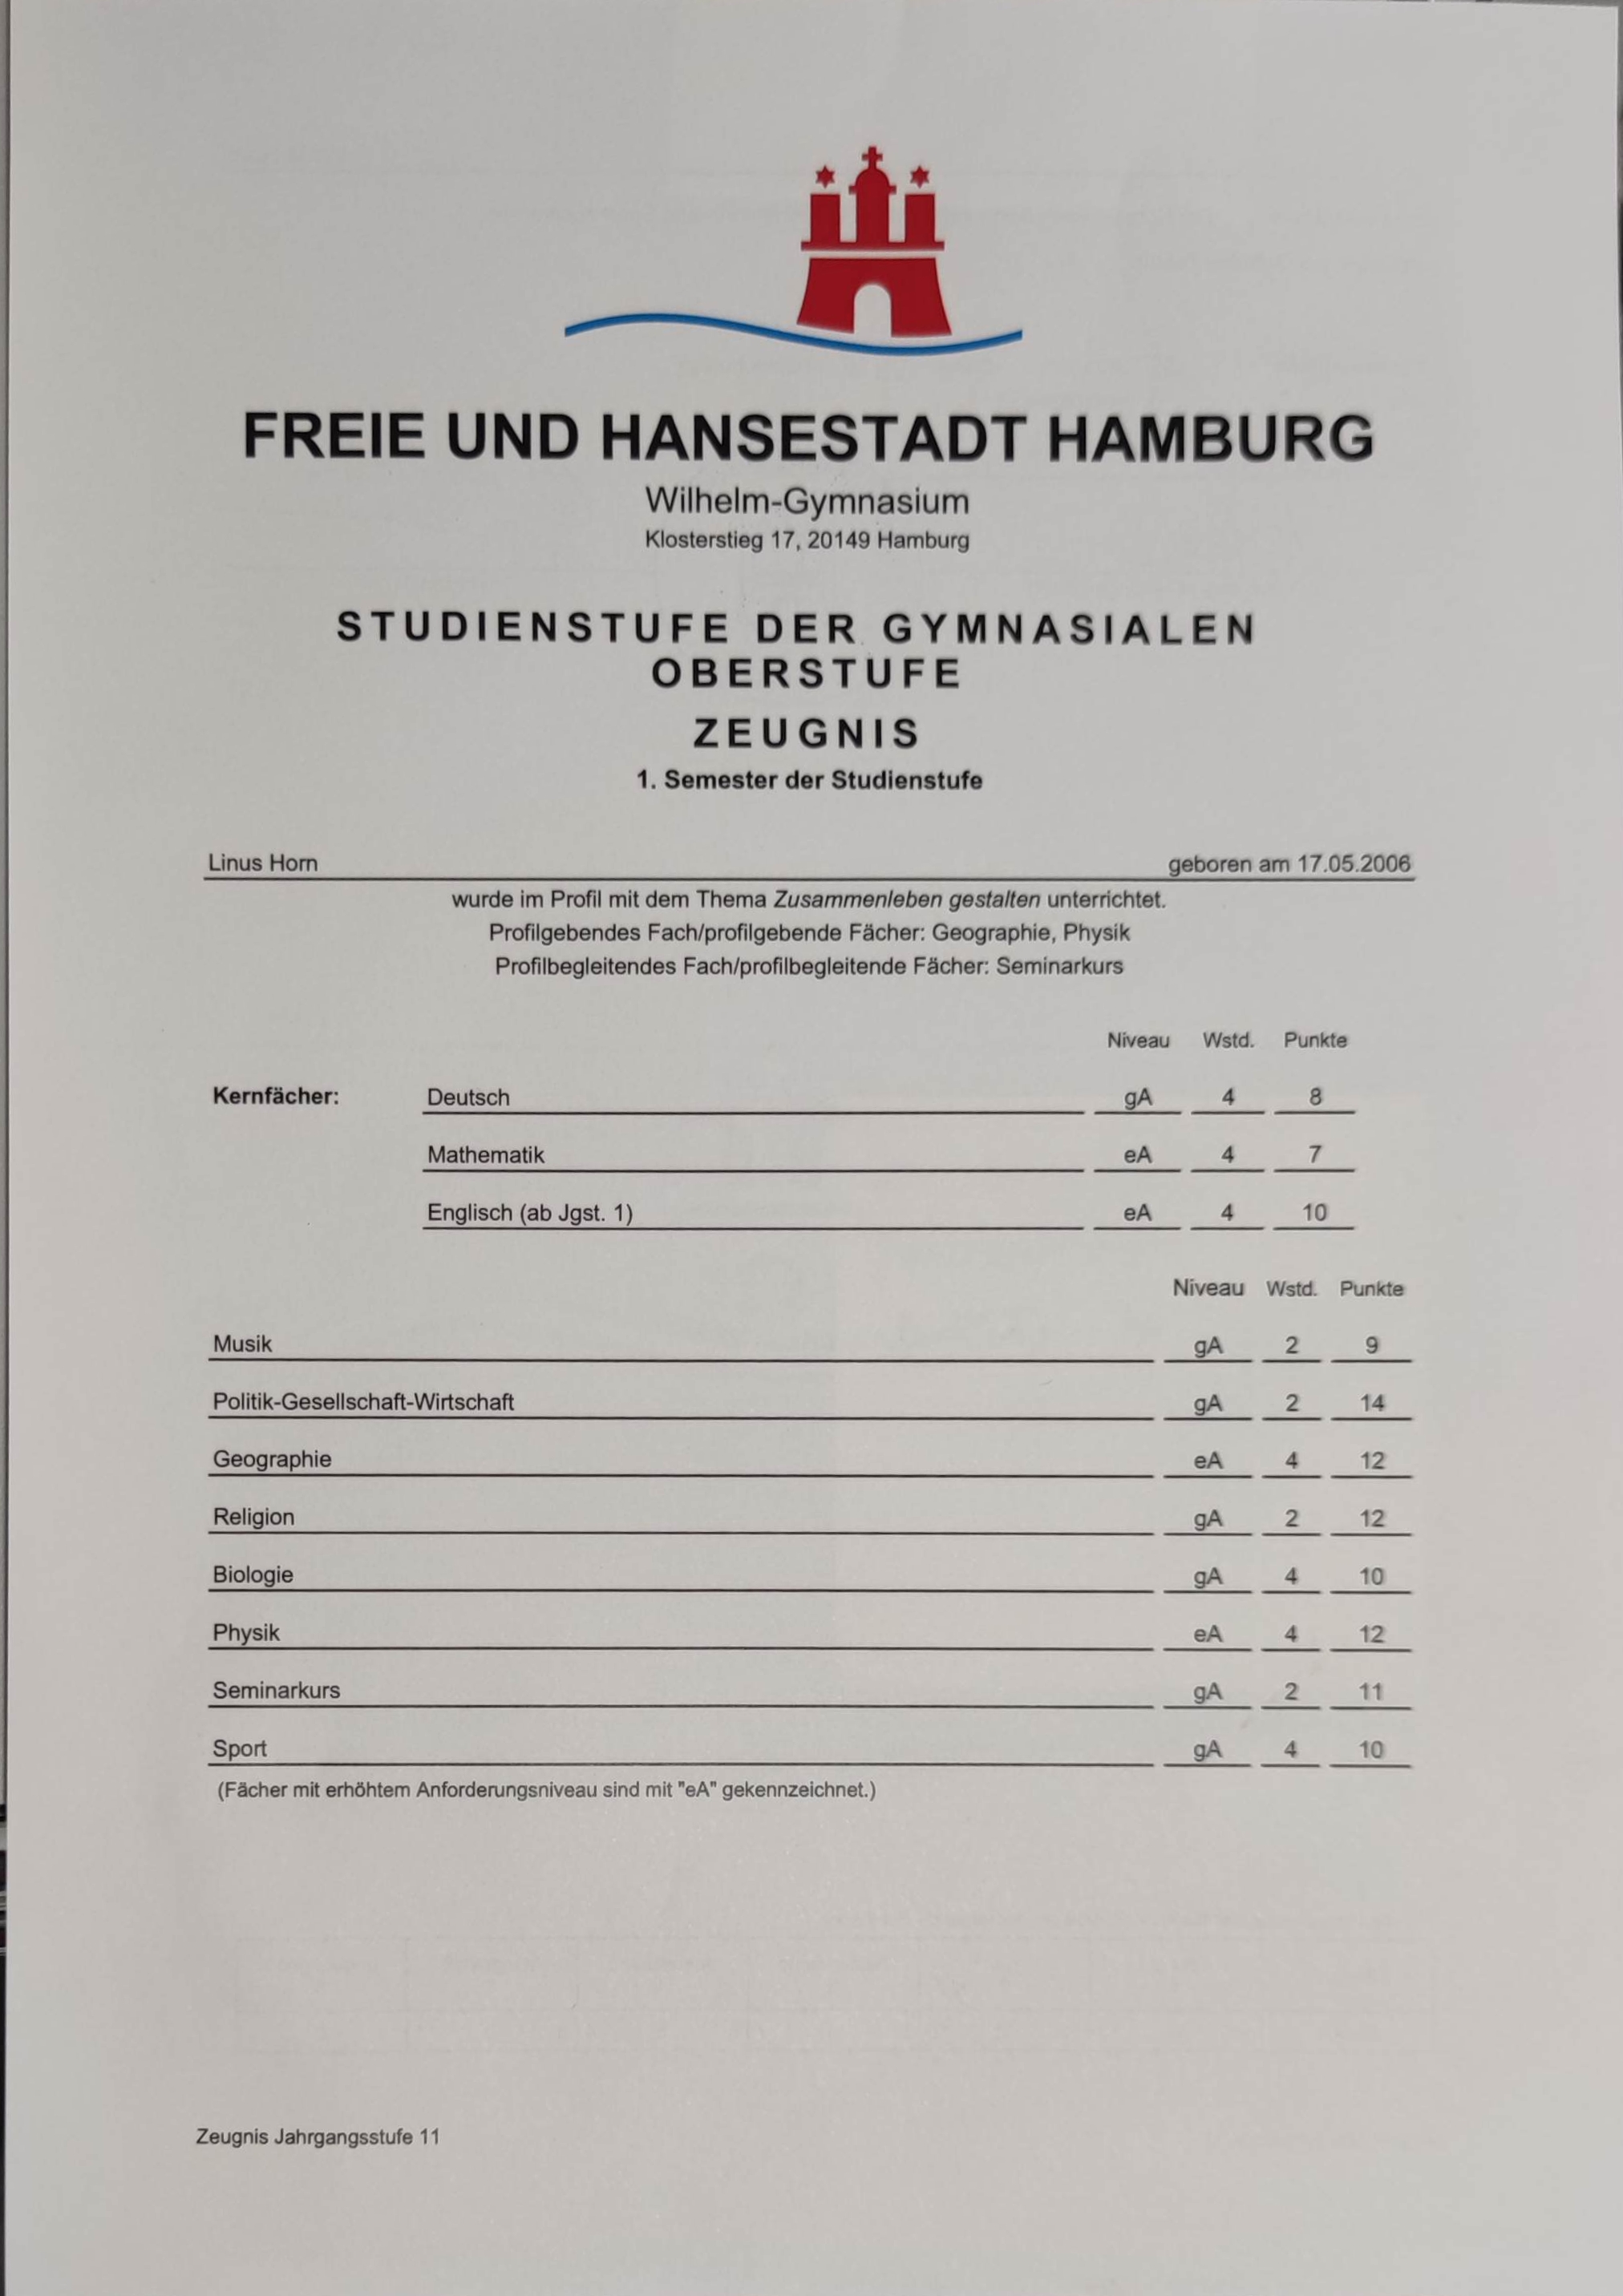 FREIE UND HANSESTADT HAMBURG
Wilhelm-Gymnasium
Klosterstieg 17, 20149 Hamburg
STUDIENSTUFE DER GYMNASIALEN
OBERSTUFE
ZEUGNIS
1. Semester der Studienstufe
Linus Horn geboren am 17.05.2006
wurde im Profil mit dem Thema Zusammenleben gestalten unterrichtet.
Profilgebendes Fach/profilgebende Fächer: Geographie, Physik
Profilbegleitendes Fach/profilbegleitende Fächer: Seminarkurs
Niveau Wstd. Punkte
Kernfächer: Deutsch gA 4 8
Mathematik eA 4 7
Englisch (ab Jgst. 1) eA 4 10
Niveau Wstd. Punkte
Musik gA 2 9
Politik-Gesellschaft-Wirtschaft gA 2 14
Geographie eA 4 12
Religion gA 2 12
Biologie gA 4 10
Physik eA 4 12
Seminarkurs gA 2 11
Sport gA 4 10
(Fächer mit erhöhtem Anforderungsniveau sind mit "eA" gekennzeichnet.)
Zeugnis Jahrgangsstufe 11